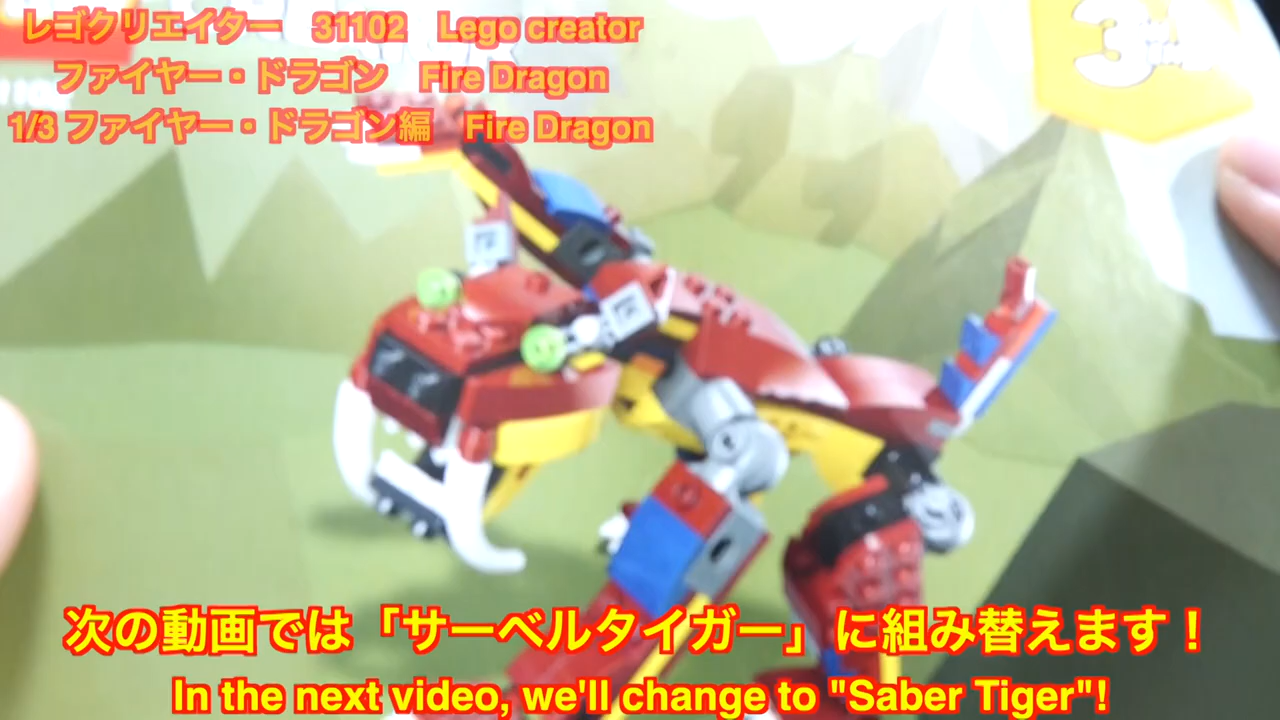 レゴクリエイター　31102　Lego creator
ファイヤー・ドラゴン　Fire Dragon
1/3 ファイヤー・ドラゴン編　Fire Dragon
3
次の動画では「サーベルタイガー」に組み替えます！
In the next video, we'll change to "Saber Tiger"!